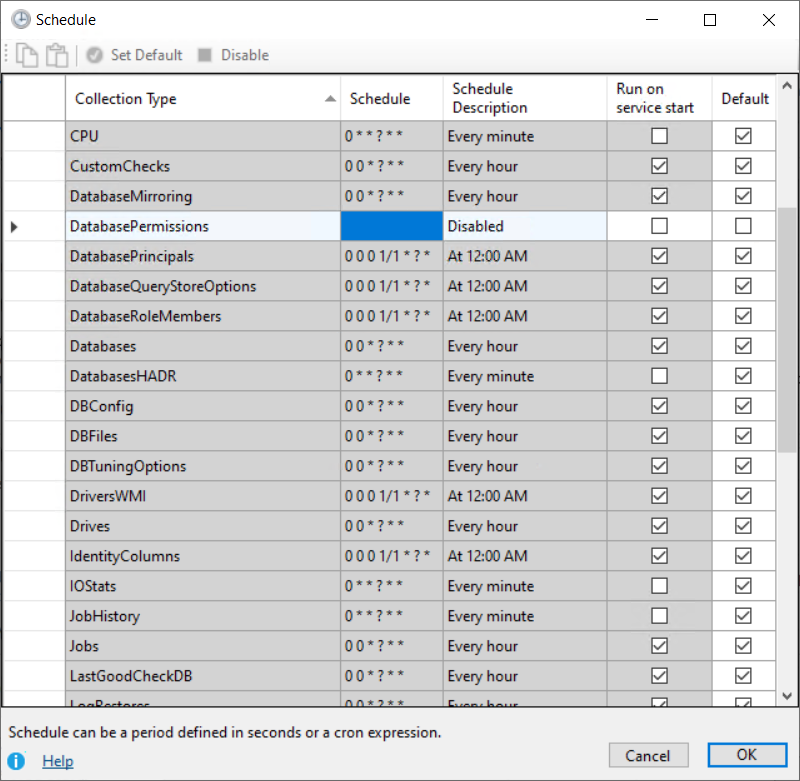 Schedule
Set Default Disable
Collection Type Schedule Schedule Description Run on service start Default
CPU 0 * * ? * * Every minute
CustomChecks 0 0 * ? * * Every hour
DatabaseMirroring 0 0 * ? * * Every hour
DatabasePermissions Disabled
DatabasePrincipals 0 0 0 1/1 * ? * At 12:00 AM
DatabaseQueryStoreOptions 0 0 0 1/1 * ? * At 12:00 AM
DatabaseRoleMembers 0 0 0 1/1 * ? * At 12:00 AM
Databases 0 0 * ? * * Every hour
DatabasesHADR 0 * * ? * * Every minute
DBConfig 0 0 * ? * * Every hour
DBFiles 0 0 * ? * * Every hour
DBTuningOptions 0 0 * ? * * Every hour
DriversWMI 0 0 0 1/1 * ? * At 12:00 AM
Drives 0 0 * ? * * Every hour
IdentityColumns 0 0 0 1/1 * ? * At 12:00 AM
IOStats 0 * * ? * * Every minute
JobHistory 0 * * ? * * Every minute
Jobs 0 0 * ? * * Every hour
LastGoodCheckDB 0 0 * ? * * Every hour
LogRestores 0 0 * ? * * Every hour
Schedule can be a period defined in seconds or a cron expression.
Help Cancel OK